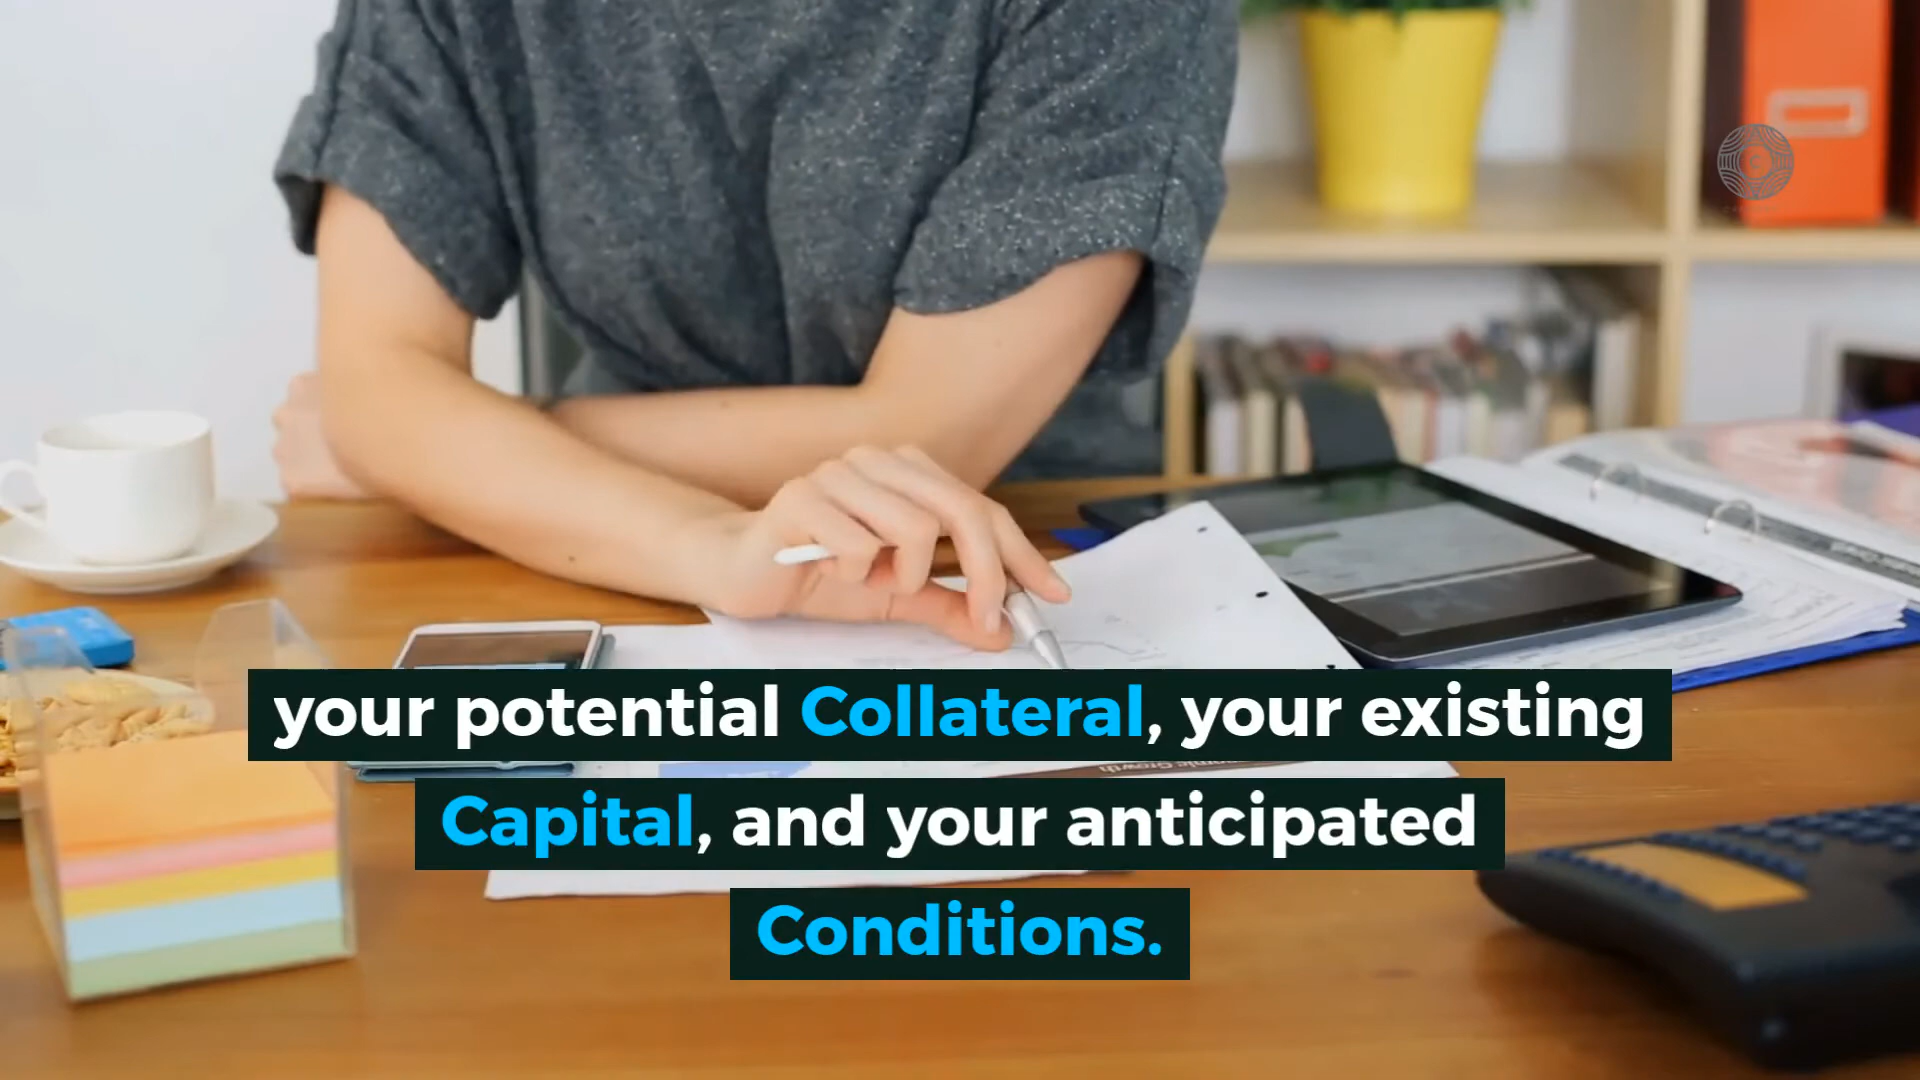 your potential Collateral, your existing
Capital, and your anticipated
Conditions.